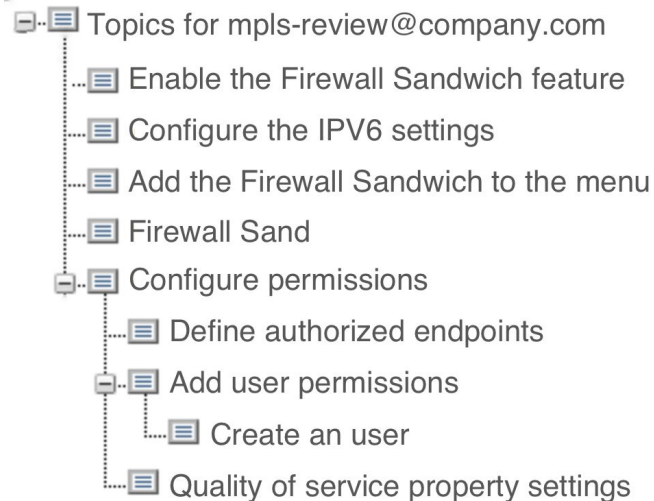 Topics for mpls-review@company.com
Enable the Firewall Sandwich feature
Configure the IPV6 settings
Add the Firewall Sandwich to the menu
Firewall Sand
Configure permissions
Define authorized endpoints
Add user permissions
Create an user
Quality of service property settings